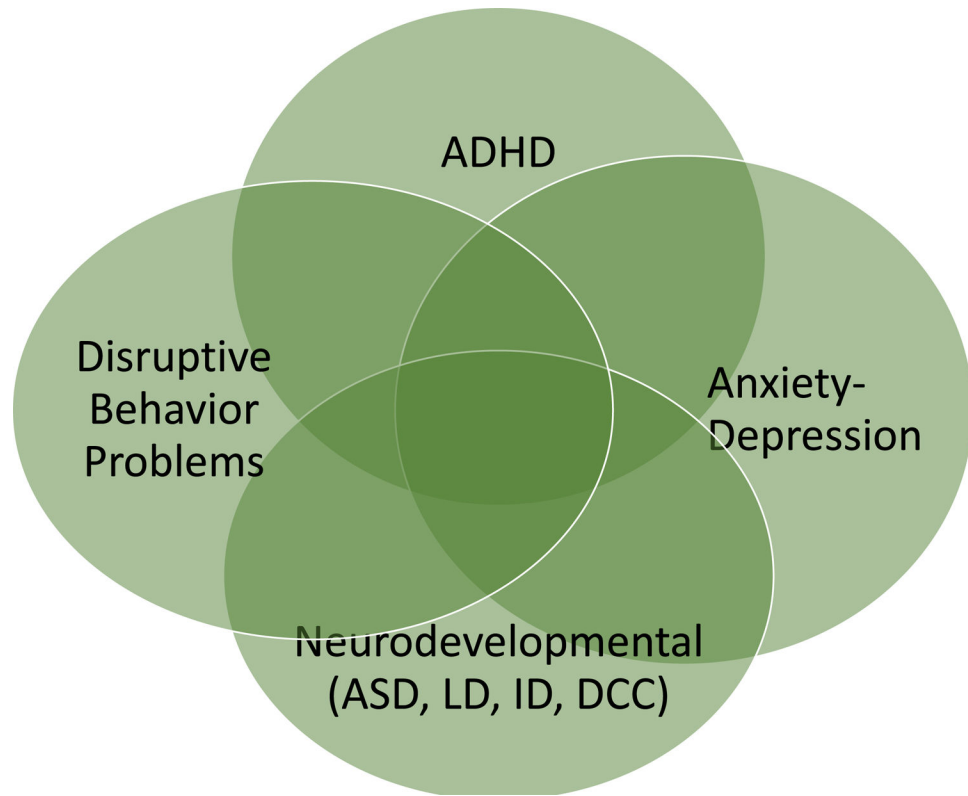 ADHD
Disruptive
Behavior
Problems
Anxiety-
Depression
Neurodevelopmental
(ASD, LD, ID, DCC)